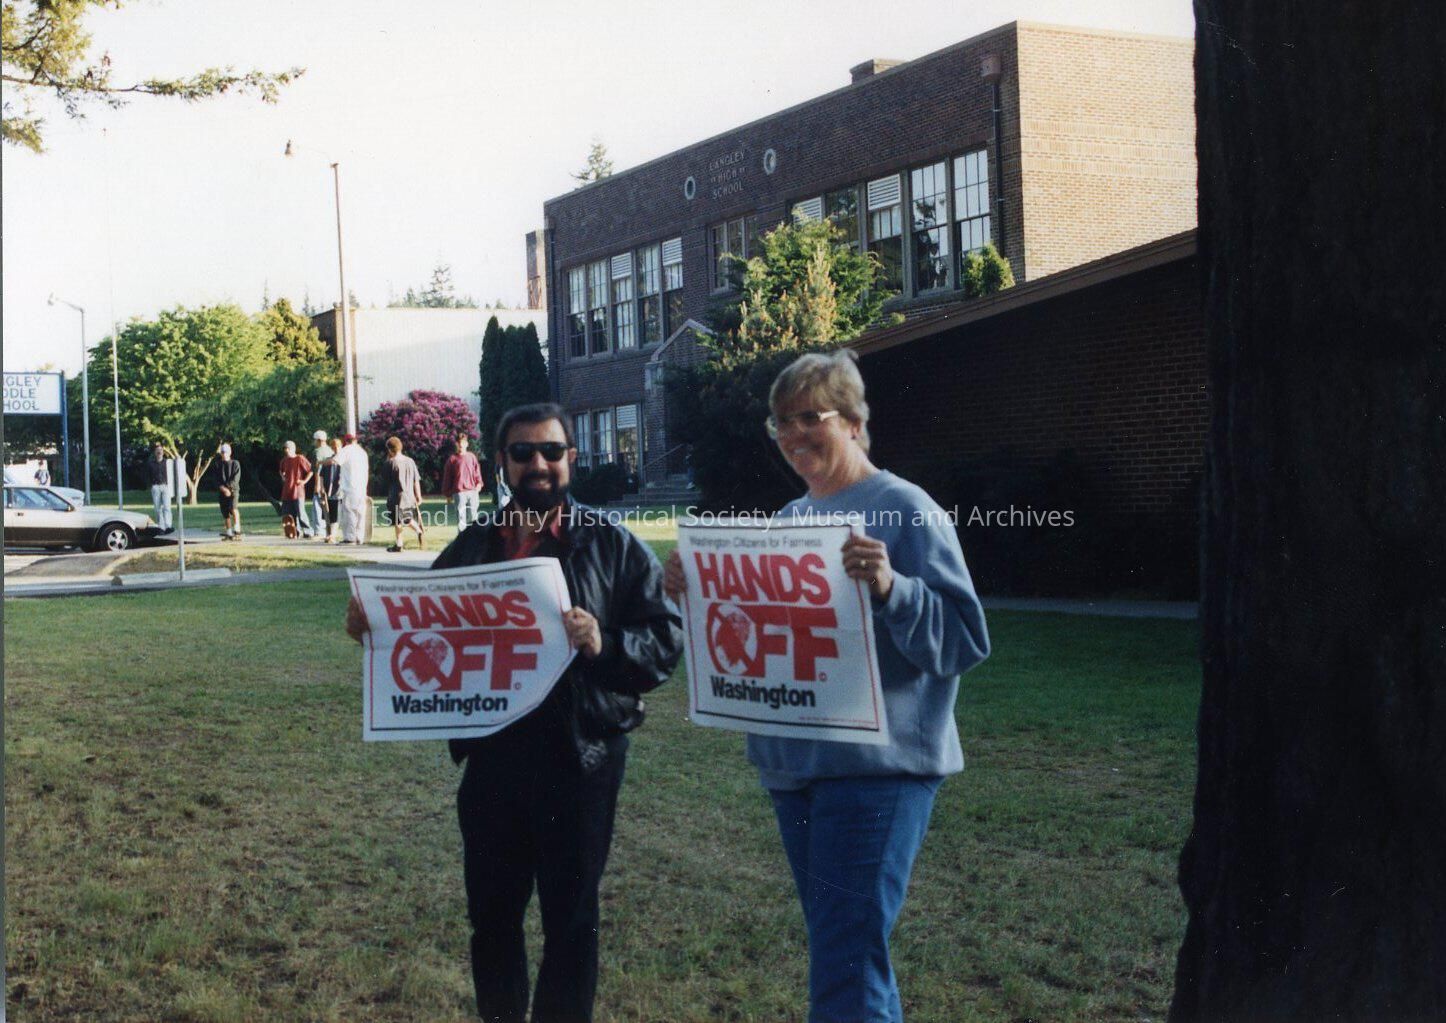 LANGLEY
"HIGH"
SCHOOL
GLEY
DDLE
HOOL
Island County Historical Society: Museum and Archives
Washington Citizens for Fairness
HANDS
OFF
Washington
Washington Citizens for Fairness
HANDS
OFF
Washington